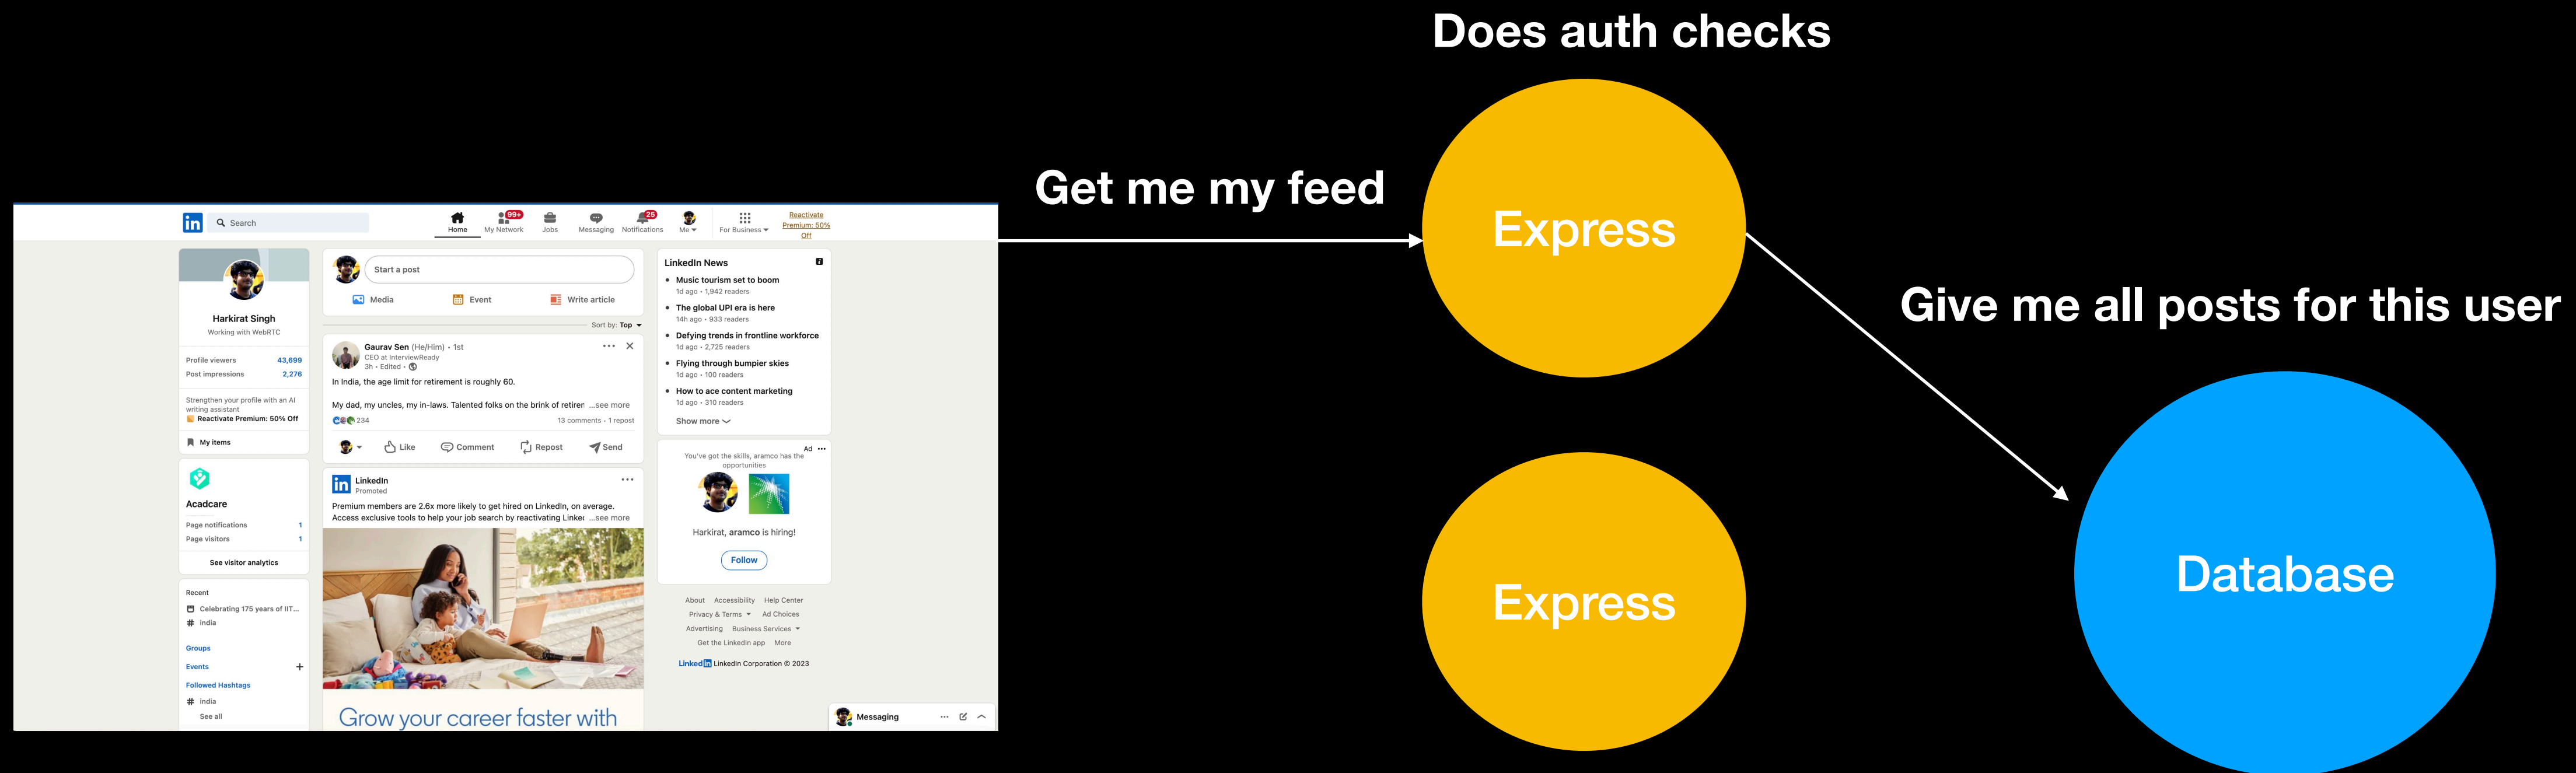 Does auth checks
Get me my feed
Express
Give me all posts for this user
Express
Database
in
Search
Home
99+
My Network
Jobs
Messaging
25
Notifications
Me
For Business
Reactivate
Premium: 50%
Off
Harkirat Singh
Working with WebRTC
Profile viewers 43,699
Post impressions 2,276
Strengthen your profile with an AI
writing assistant
Reactivate Premium: 50% Off
My items
Acadcare
Page notifications 1
Page visitors 1
See visitor analytics
Recent
Celebrating 175 years of IIT...
# india
Groups
Events +
Followed Hashtags
# india
See all
Start a post
Media Event Write article
Sort by: Top
Gaurav Sen (He/Him) • 1st
CEO at InterviewReady
3h • Edited •
In India, the age limit for retirement is roughly 60.
My dad, my uncles, my in-laws. Talented folks on the brink of retiren ...see more
234 13 comments • 1 repost
Like Comment Repost Send
in LinkedIn
Promoted
Premium members are 2.6x more likely to get hired on LinkedIn, on average.
Access exclusive tools to help your job search by reactivating Linkec ...see more
Grow your career faster with
LinkedIn News
Music tourism set to boom
1d ago • 1,942 readers
The global UPI era is here
14h ago • 933 readers
Defying trends in frontline workforce
1d ago • 2,725 readers
Flying through bumpier skies
1d ago • 100 readers
How to ace content marketing
1d ago • 310 readers
Show more
Ad
You've got the skills, aramco has the
opportunities
Harkirat, aramco is hiring!
Follow
About Accessibility Help Center
Privacy & Terms Ad Choices
Advertising Business Services
Get the LinkedIn app More
LinkedIn LinkedIn Corporation © 2023
Messaging